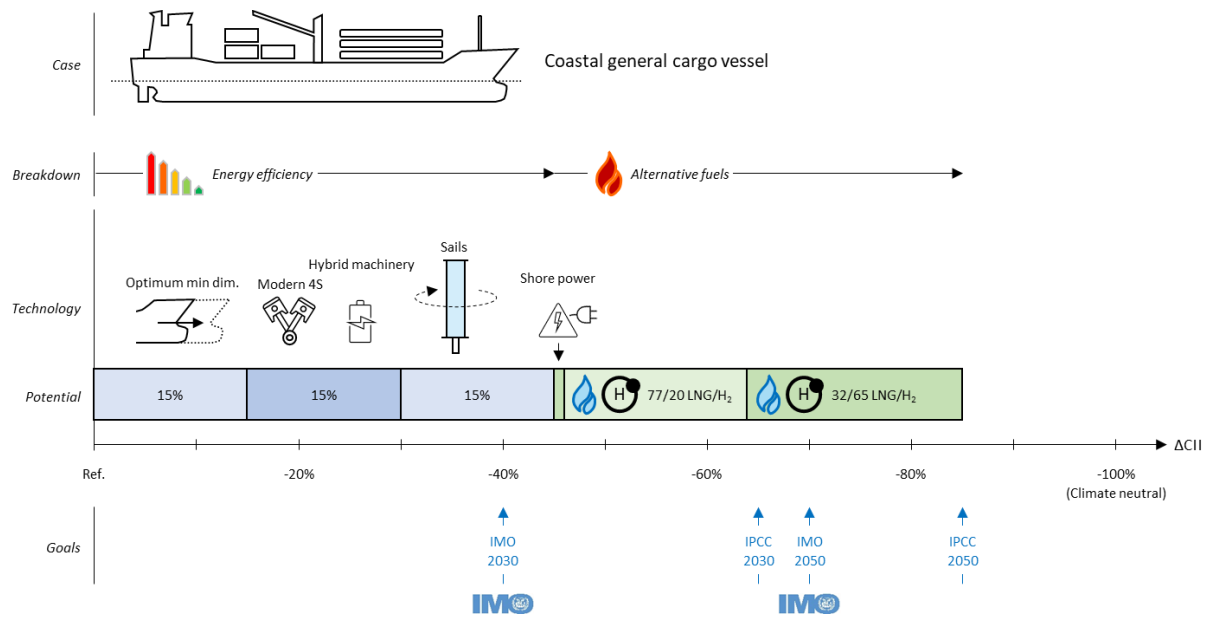 Case
Coastal general cargo vessel
Breakdown
Energy efficiency
Alternative fuels
Technology
Optimum min dim.
Modern 4S
Hybrid machinery
Sails
Shore power
Potential
15%
15%
15%
H
77/20 LNG/H₂
H
32/65 LNG/H₂
ΔCII
Ref.
-20%
-40%
-60%
-80%
-100%
(Climate neutral)
Goals
IMO
2030
IPCC
2030
IMO
2050
IPCC
2050
IMO
IMO